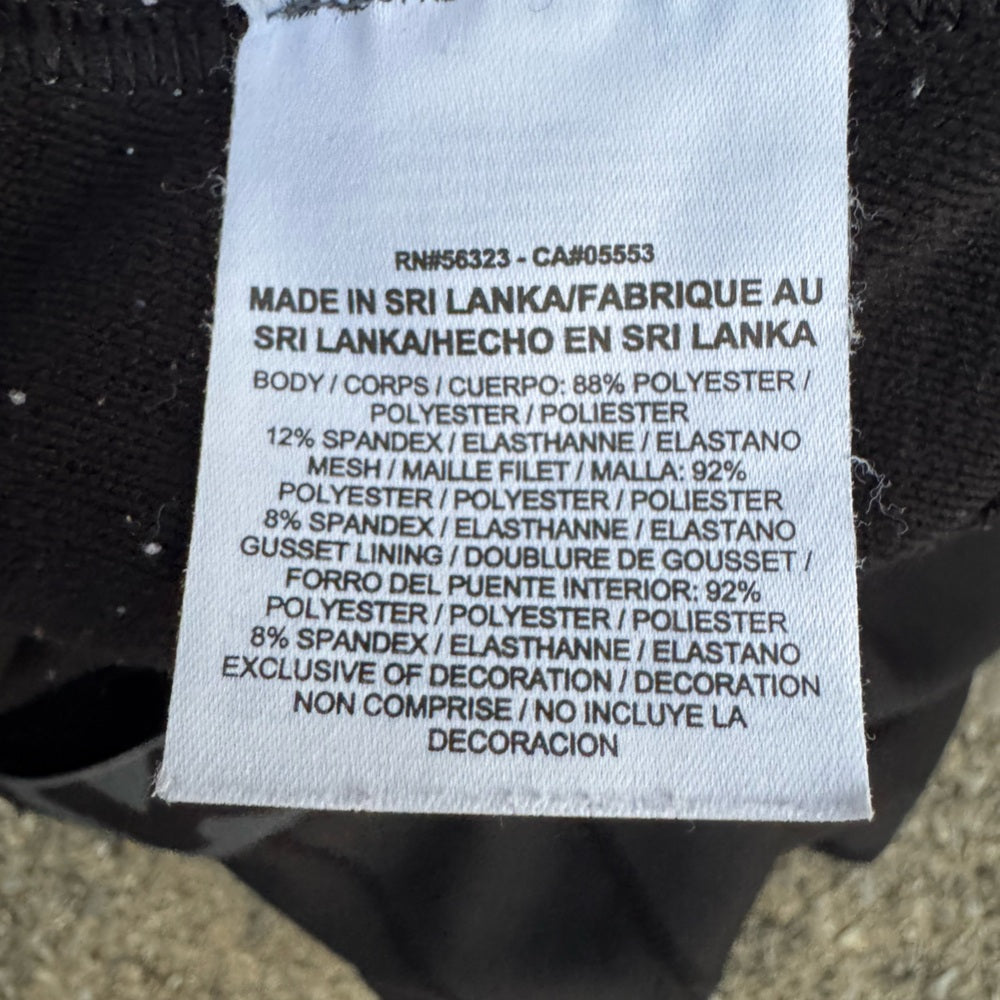 RN#56323 - CA#05553
MADE IN SRI LANKA/FABRIQUE AU
SRI LANKA/HECHO EN SRI LANKA
BODY / CORPS / CUERPO: 88% POLYESTER /
POLYESTER / POLIESTER
12% SPANDEX / ELASTHANNE / ELASTANO
MESH / MAILLE FILET / MALLA: 92%
POLYESTER / POLYESTER / POLIESTER
8% SPANDEX / ELASTHANNE / ELASTANO
GUSSET LINING / DOUBLURE DE GOUSSET /
FORRO DEL PUENTE INTERIOR: 92%
POLYESTER / POLYESTER / POLIESTER
8% SPANDEX / ELASTHANNE / ELASTANO
EXCLUSIVE OF DECORATION / DECORATION
NON COMPRISE / NO INCLUYE LA
DECORACION